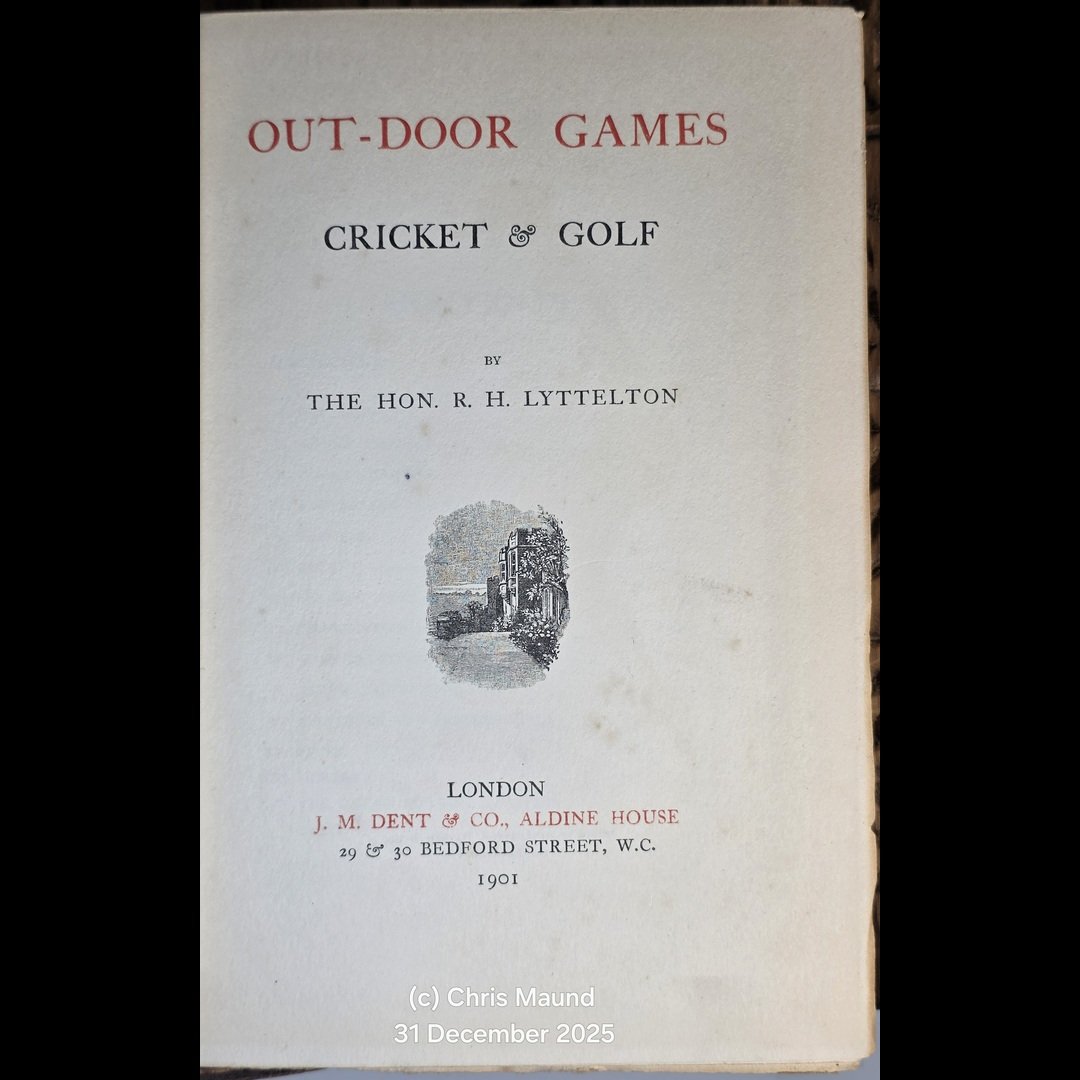 OUT-DOOR GAMES
CRICKET & GOLF
BY
THE HON. R. H. LYTTELTON
LONDON
J. M. DENT & CO., ALDINE HOUSE
29 & 30 BEDFORD STREET, W.C.
1901
(c) Chris Maund
31 December 2025